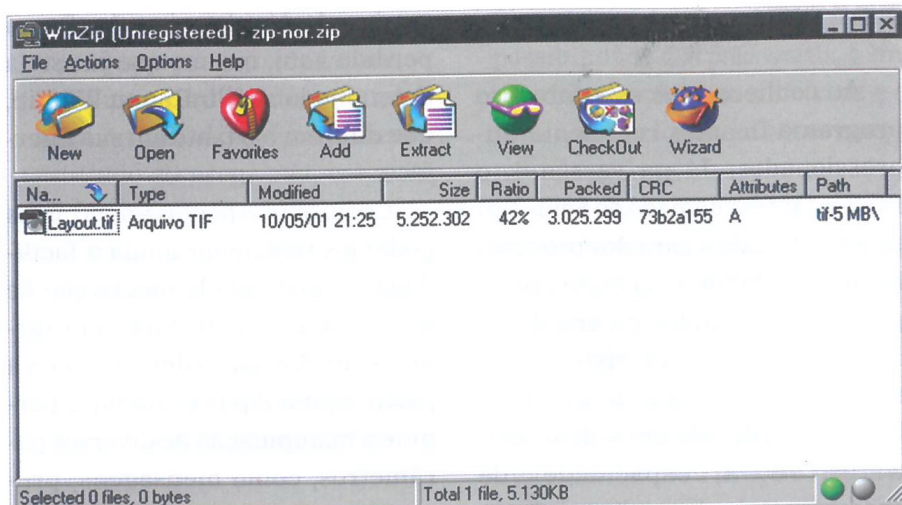 WinZip (Unregistered) - zip-nor.zip
File Actions Options Help
New Open Favorites Add Extract View CheckOut Wizard
Na... Type Modified Size Ratio Packed CRC Attributes Path
Layout.tif Arquivo TIF 10/05/01 21:25 5.252.302 42% 3.025.299 73b2a155 A tif-5 MB\
Selected 0 files, 0 bytes Total 1 file, 5.130KB